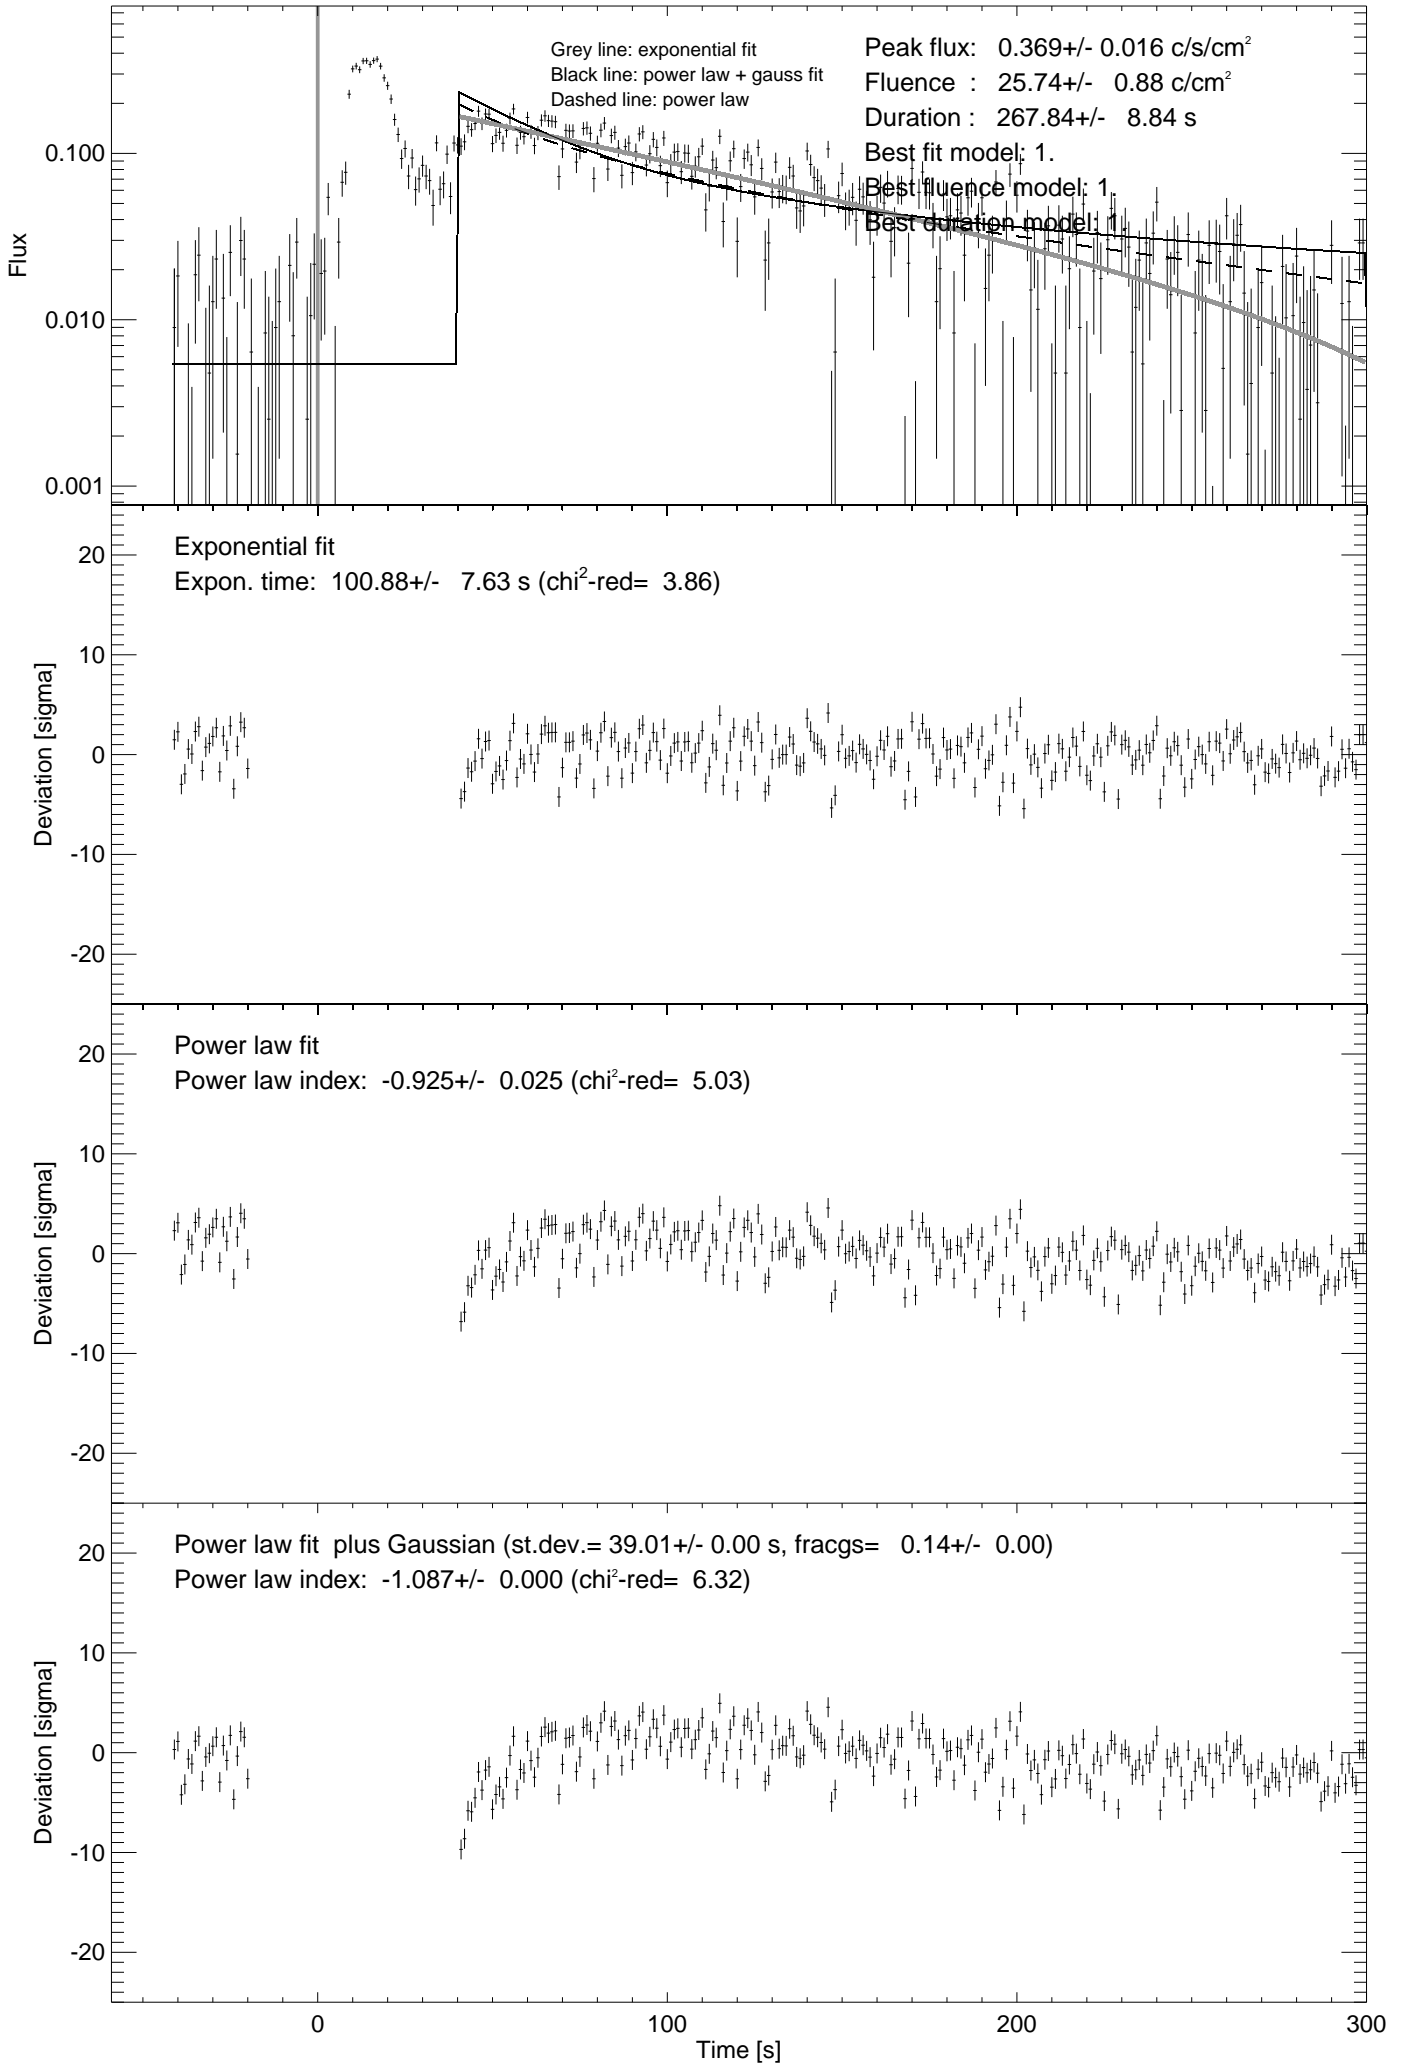 Grey line: exponential fit
Black line: power law + gauss fit
Dashed line: power law
Peak flux: 0.369+/- 0.016 c/s/cm²
Fluence : 25.74+/- 0.88 c/cm²
Duration : 267.84+/- 8.84 s
Best fit model: 1.
Best fluence model: 1.
Best duration model: 1.
Flux
0.100
0.010
0.001
Exponential fit
Expon. time: 100.88+/- 7.63 s (chi²-red= 3.86)
Deviation [sigma]
20
10
0
-10
-20
Power law fit
Power law index: -0.925+/- 0.025 (chi²-red= 5.03)
Deviation [sigma]
20
10
0
-10
-20
Power law fit plus Gaussian (st.dev.= 39.01+/- 0.00 s, fracgs= 0.14+/- 0.00)
Power law index: -1.087+/- 0.000 (chi²-red= 6.32)
Deviation [sigma]
20
10
0
-10
-20
0 100 200 300
Time [s]